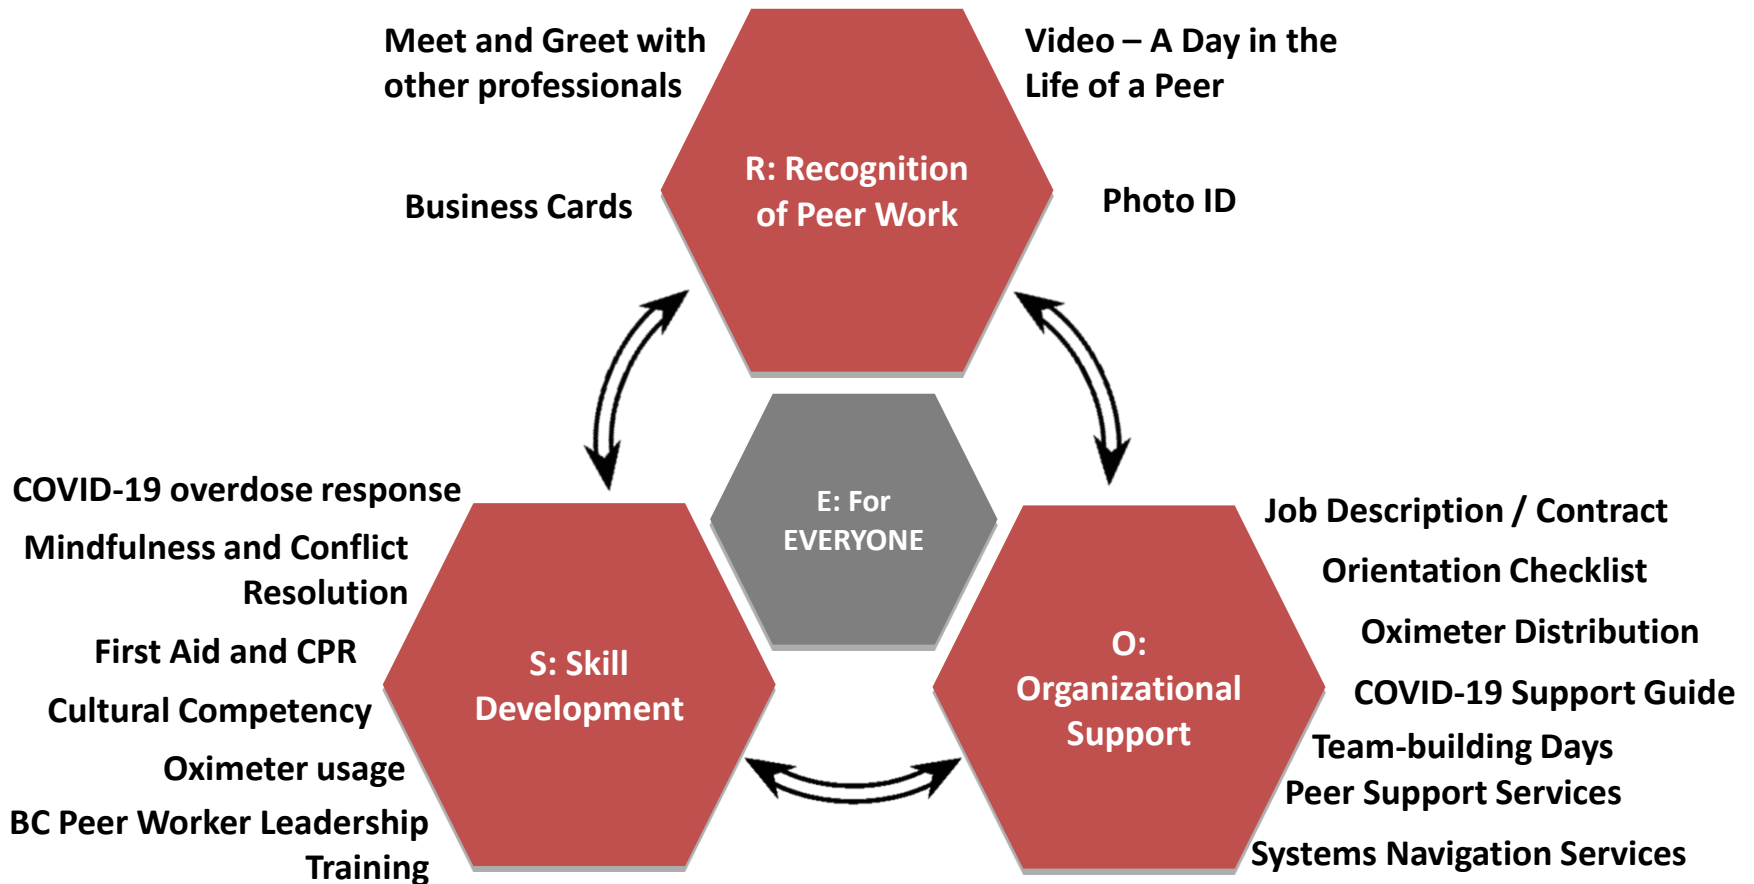 Meet and Greet with
other professionals
Video – A Day in the
Life of a Peer
R: Recognition
of Peer Work
Business Cards
Photo ID
E: For
EVERYONE
COVID-19 overdose response
Mindfulness and Conflict
Resolution
First Aid and CPR
Cultural Competency
Oximeter usage
BC Peer Worker Leadership
Training
S: Skill
Development
O:
Organizational
Support
Job Description / Contract
Orientation Checklist
Oximeter Distribution
COVID-19 Support Guide
Team-building Days
Peer Support Services
Systems Navigation Services